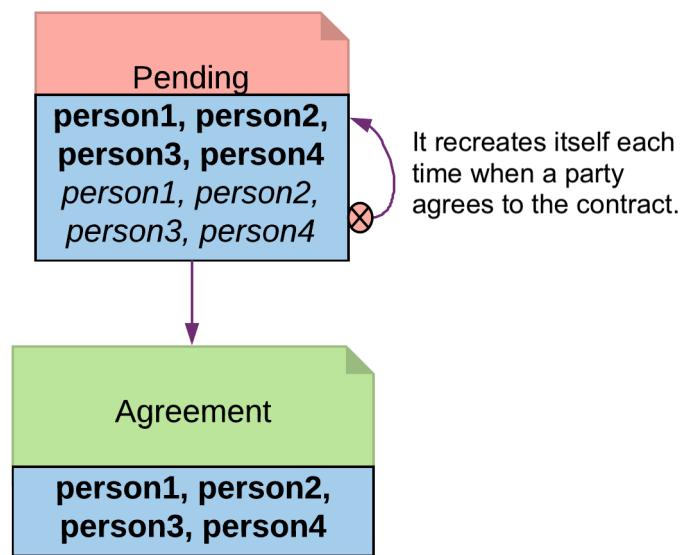 Pending
person1, person2,
person3, person4
person1, person2,
person3, person4
It recreates itself each
time when a party
agrees to the contract.
Agreement
person1, person2,
person3, person4